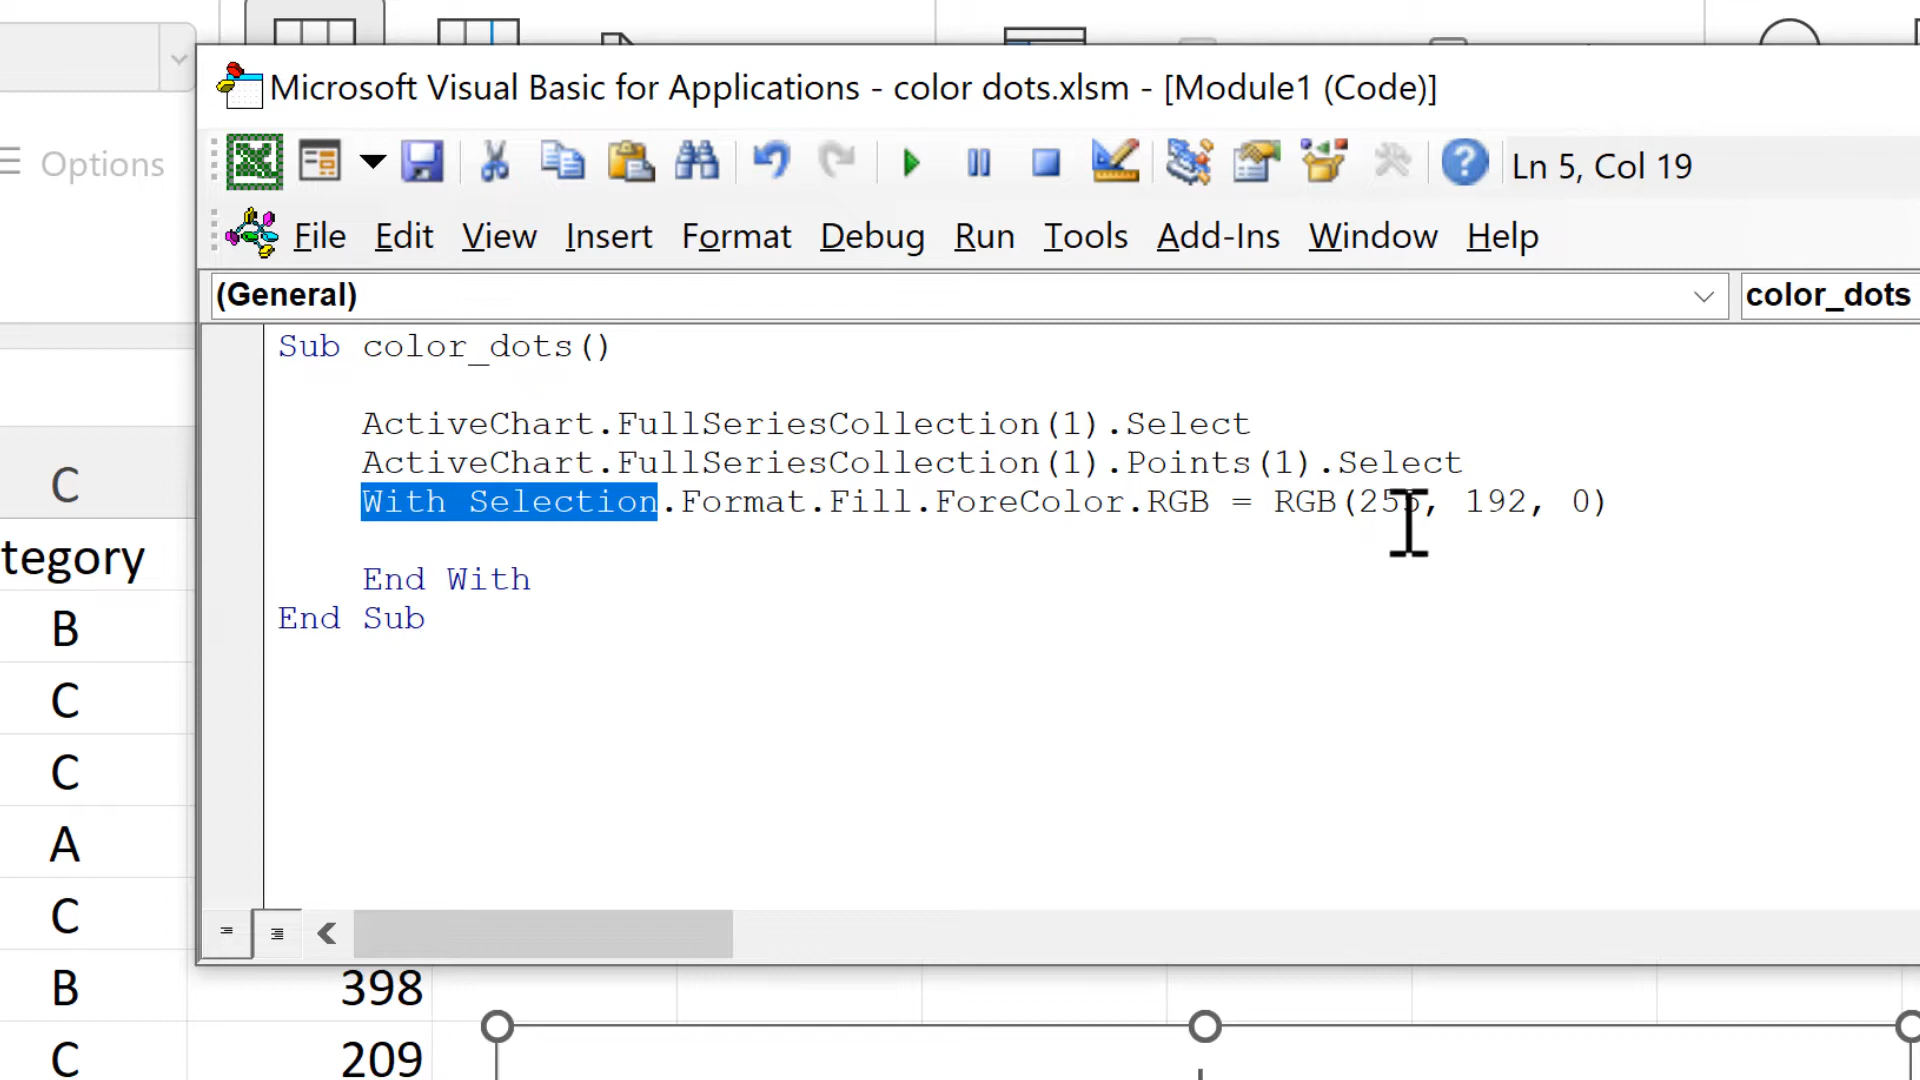 Microsoft Visual Basic for Applications - color dots.xlsm - [Module1 (Code)]
Options
Ln 5, Col 19
File Edit View Insert Format Debug Run Tools Add-Ins Window Help
(General)
color_dots
Sub color_dots()
ActiveChart.FullSeriesCollection(1).Select
ActiveChart.FullSeriesCollection(1).Points(1).Select
With Selection.Format.Fill.ForeColor.RGB = RGB(255, 192, 0)
End With
End Sub
C
tegory
B
C
C
A
C
B 398
C 209